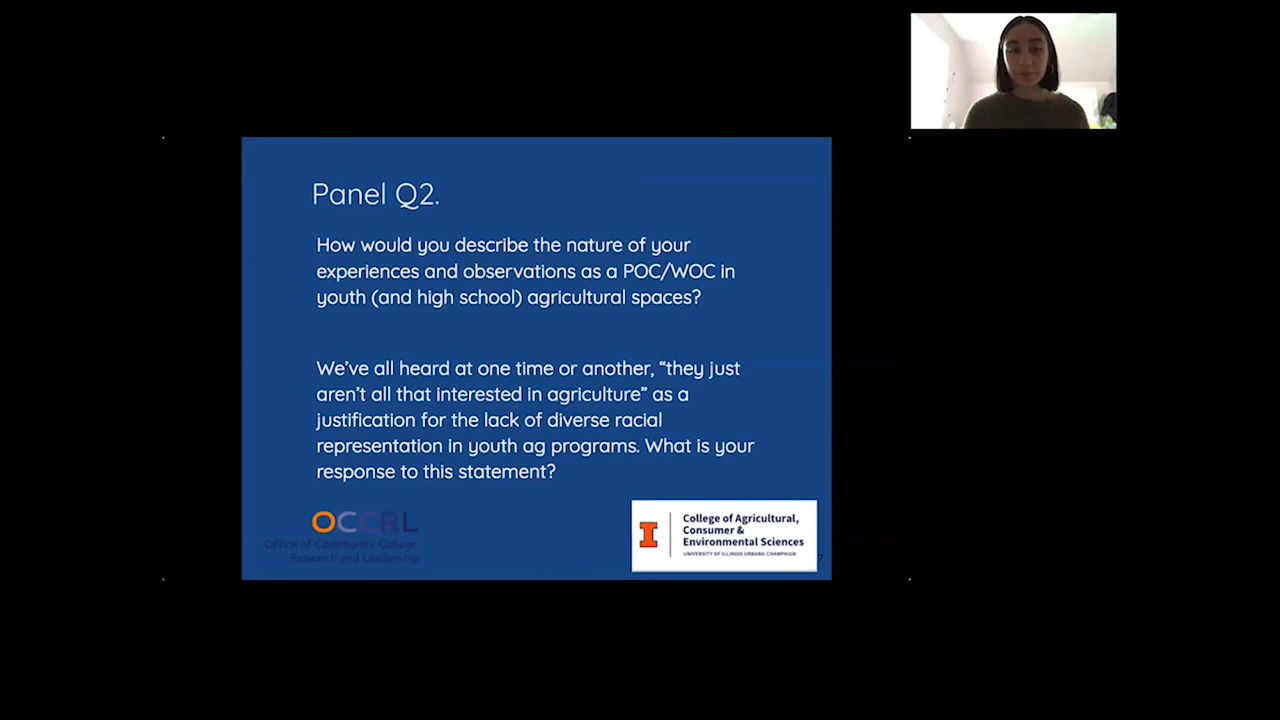 Panel Q2.
How would you describe the nature of your
experiences and observations as a POC/WOC in
youth (and high school) agricultural spaces?
We’ve all heard at one time or another, “they just
aren’t all that interested in agriculture” as a
justification for the lack of diverse racial
representation in youth ag programs. What is your
response to this statement?
OCCRL
Office of Community College
Research and Leadership
I
College of Agricultural,
Consumer &
Environmental Sciences
UNIVERSITY OF ILLINOIS URBANA-CHAMPAIGN
7